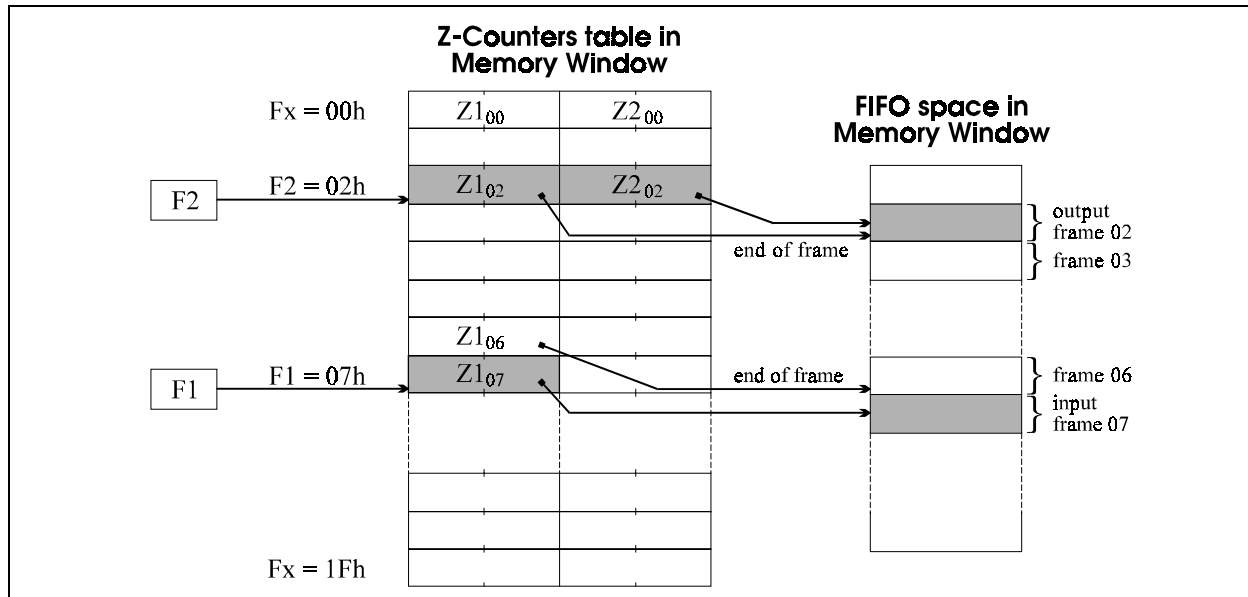 Z-Counters table in
Memory Window
FIFO space in
Memory Window
Fx = 00h
Z1₀₀
Z2₀₀
F2
F2 = 02h
Z1₀₂
Z2₀₂
output
frame 02
end of frame
frame 03
Z1₀₆
F1
F1 = 07h
Z1₀₇
end of frame
frame 06
input
frame 07
Fx = 1Fh